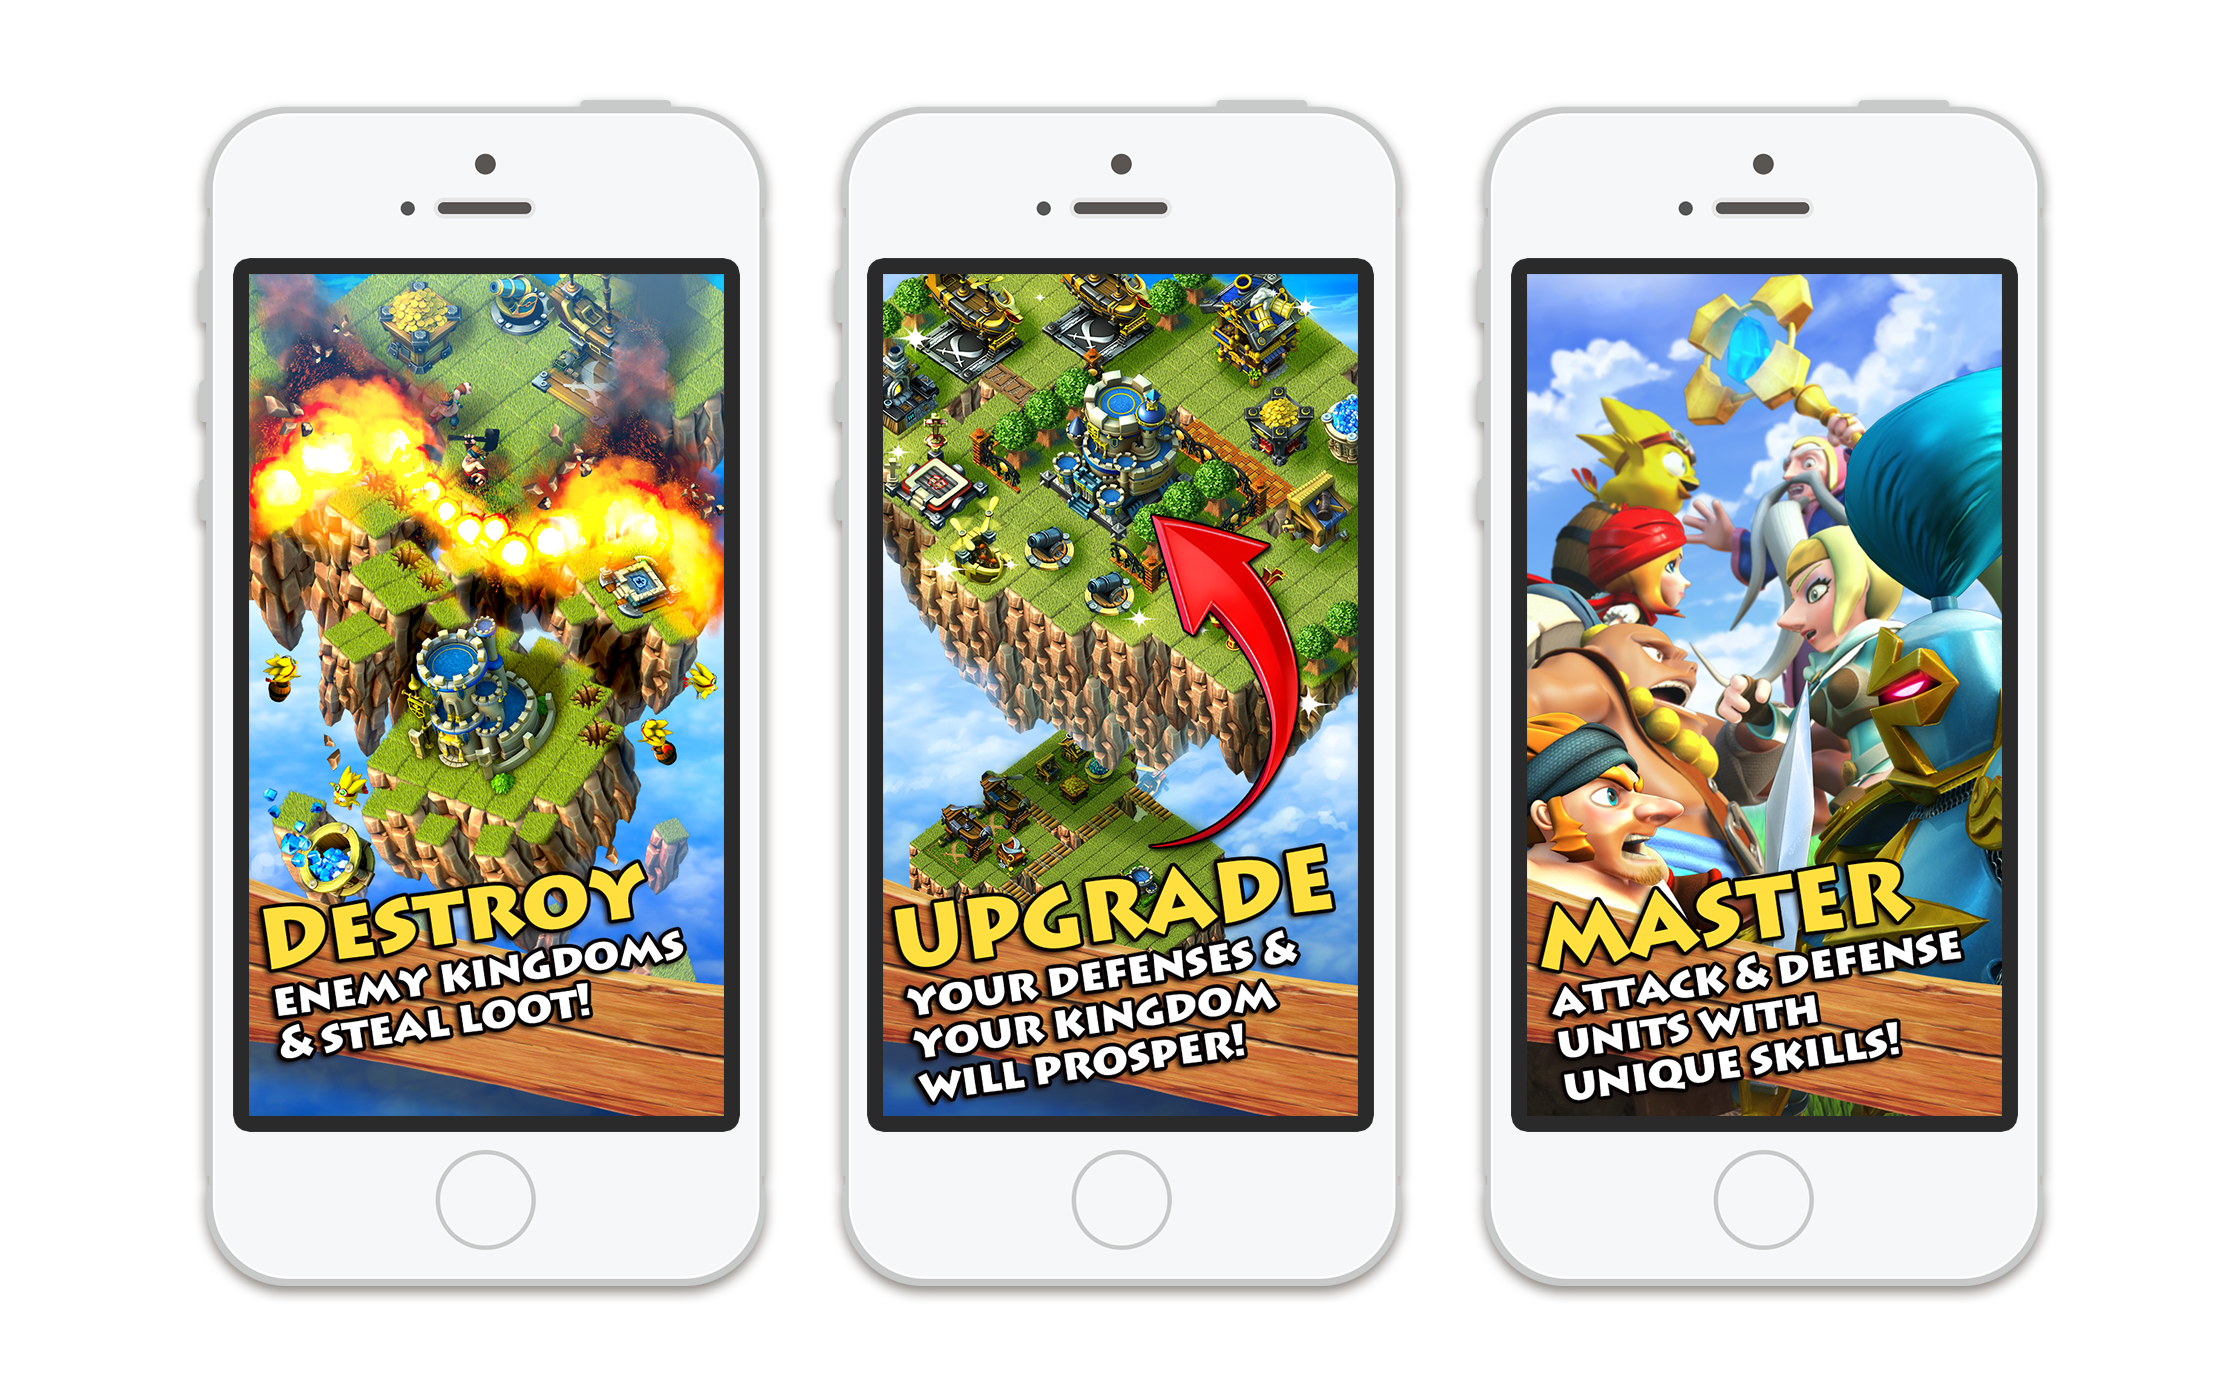 DESTROY
ENEMY KINGDOMS
& STEAL LOOT!
UPGRADE
YOUR DEFENSES &
YOUR KINGDOM
WILL PROSPER!
MASTER
ATTACK & DEFENSE
UNITS WITH
UNIQUE SKILLS!